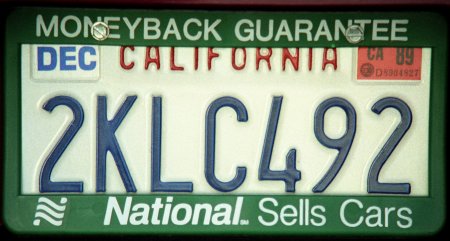 MONEYBACK GUARANTEE
DEC CALIFORNIA CA 89
2KLC492
National Sells Cars